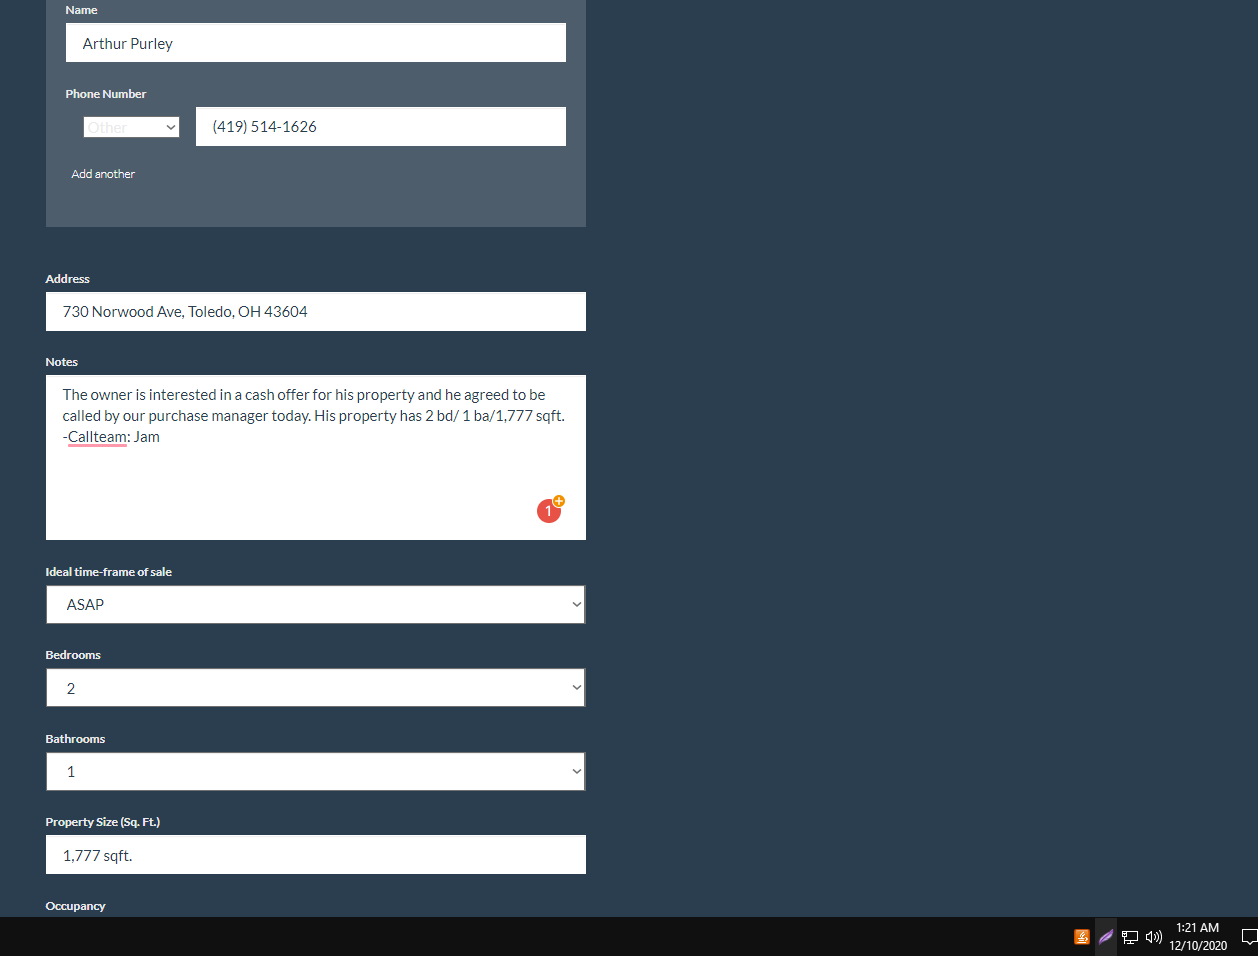 Name
Arthur Purley
Phone Number
Other
(419) 514-1626
Add another
Address
730 Norwood Ave, Toledo, OH 43604
Notes
The owner is interested in a cash offer for his property and he agreed to be
called by our purchase manager today. His property has 2 bd/ 1 ba/1,777 sqft.
-Callteam: Jam
1
Ideal time-frame of sale
ASAP
Bedrooms
2
Bathrooms
1
Property Size (Sq. Ft.)
1,777 sqft.
Occupancy
1:21 AM
12/10/2020